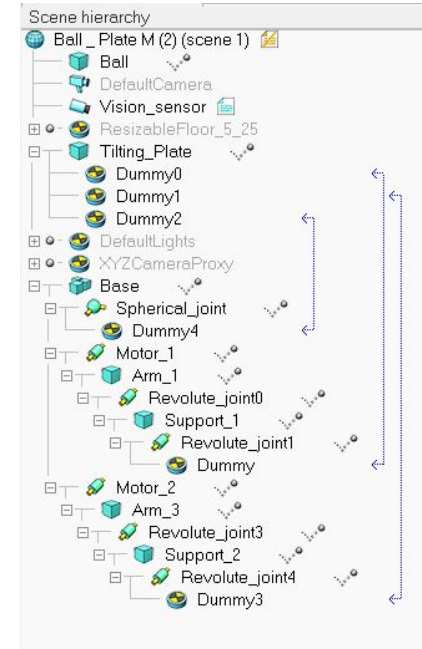 Scene hierarchy
Ball _ Plate M (2) (scene 1)
Ball
DefaultCamera
Vision_sensor
ResizableFloor_5_25
Tilting_Plate
Dummy0
Dummy1
Dummy2
DefaultLights
XYZCameraProxy
Base
Spherical_joint
Dummy4
Motor_1
Arm_1
Revolute_joint0
Support_1
Revolute_joint1
Dummy
Motor_2
Arm_3
Revolute_joint3
Support_2
Revolute_joint4
Dummy3